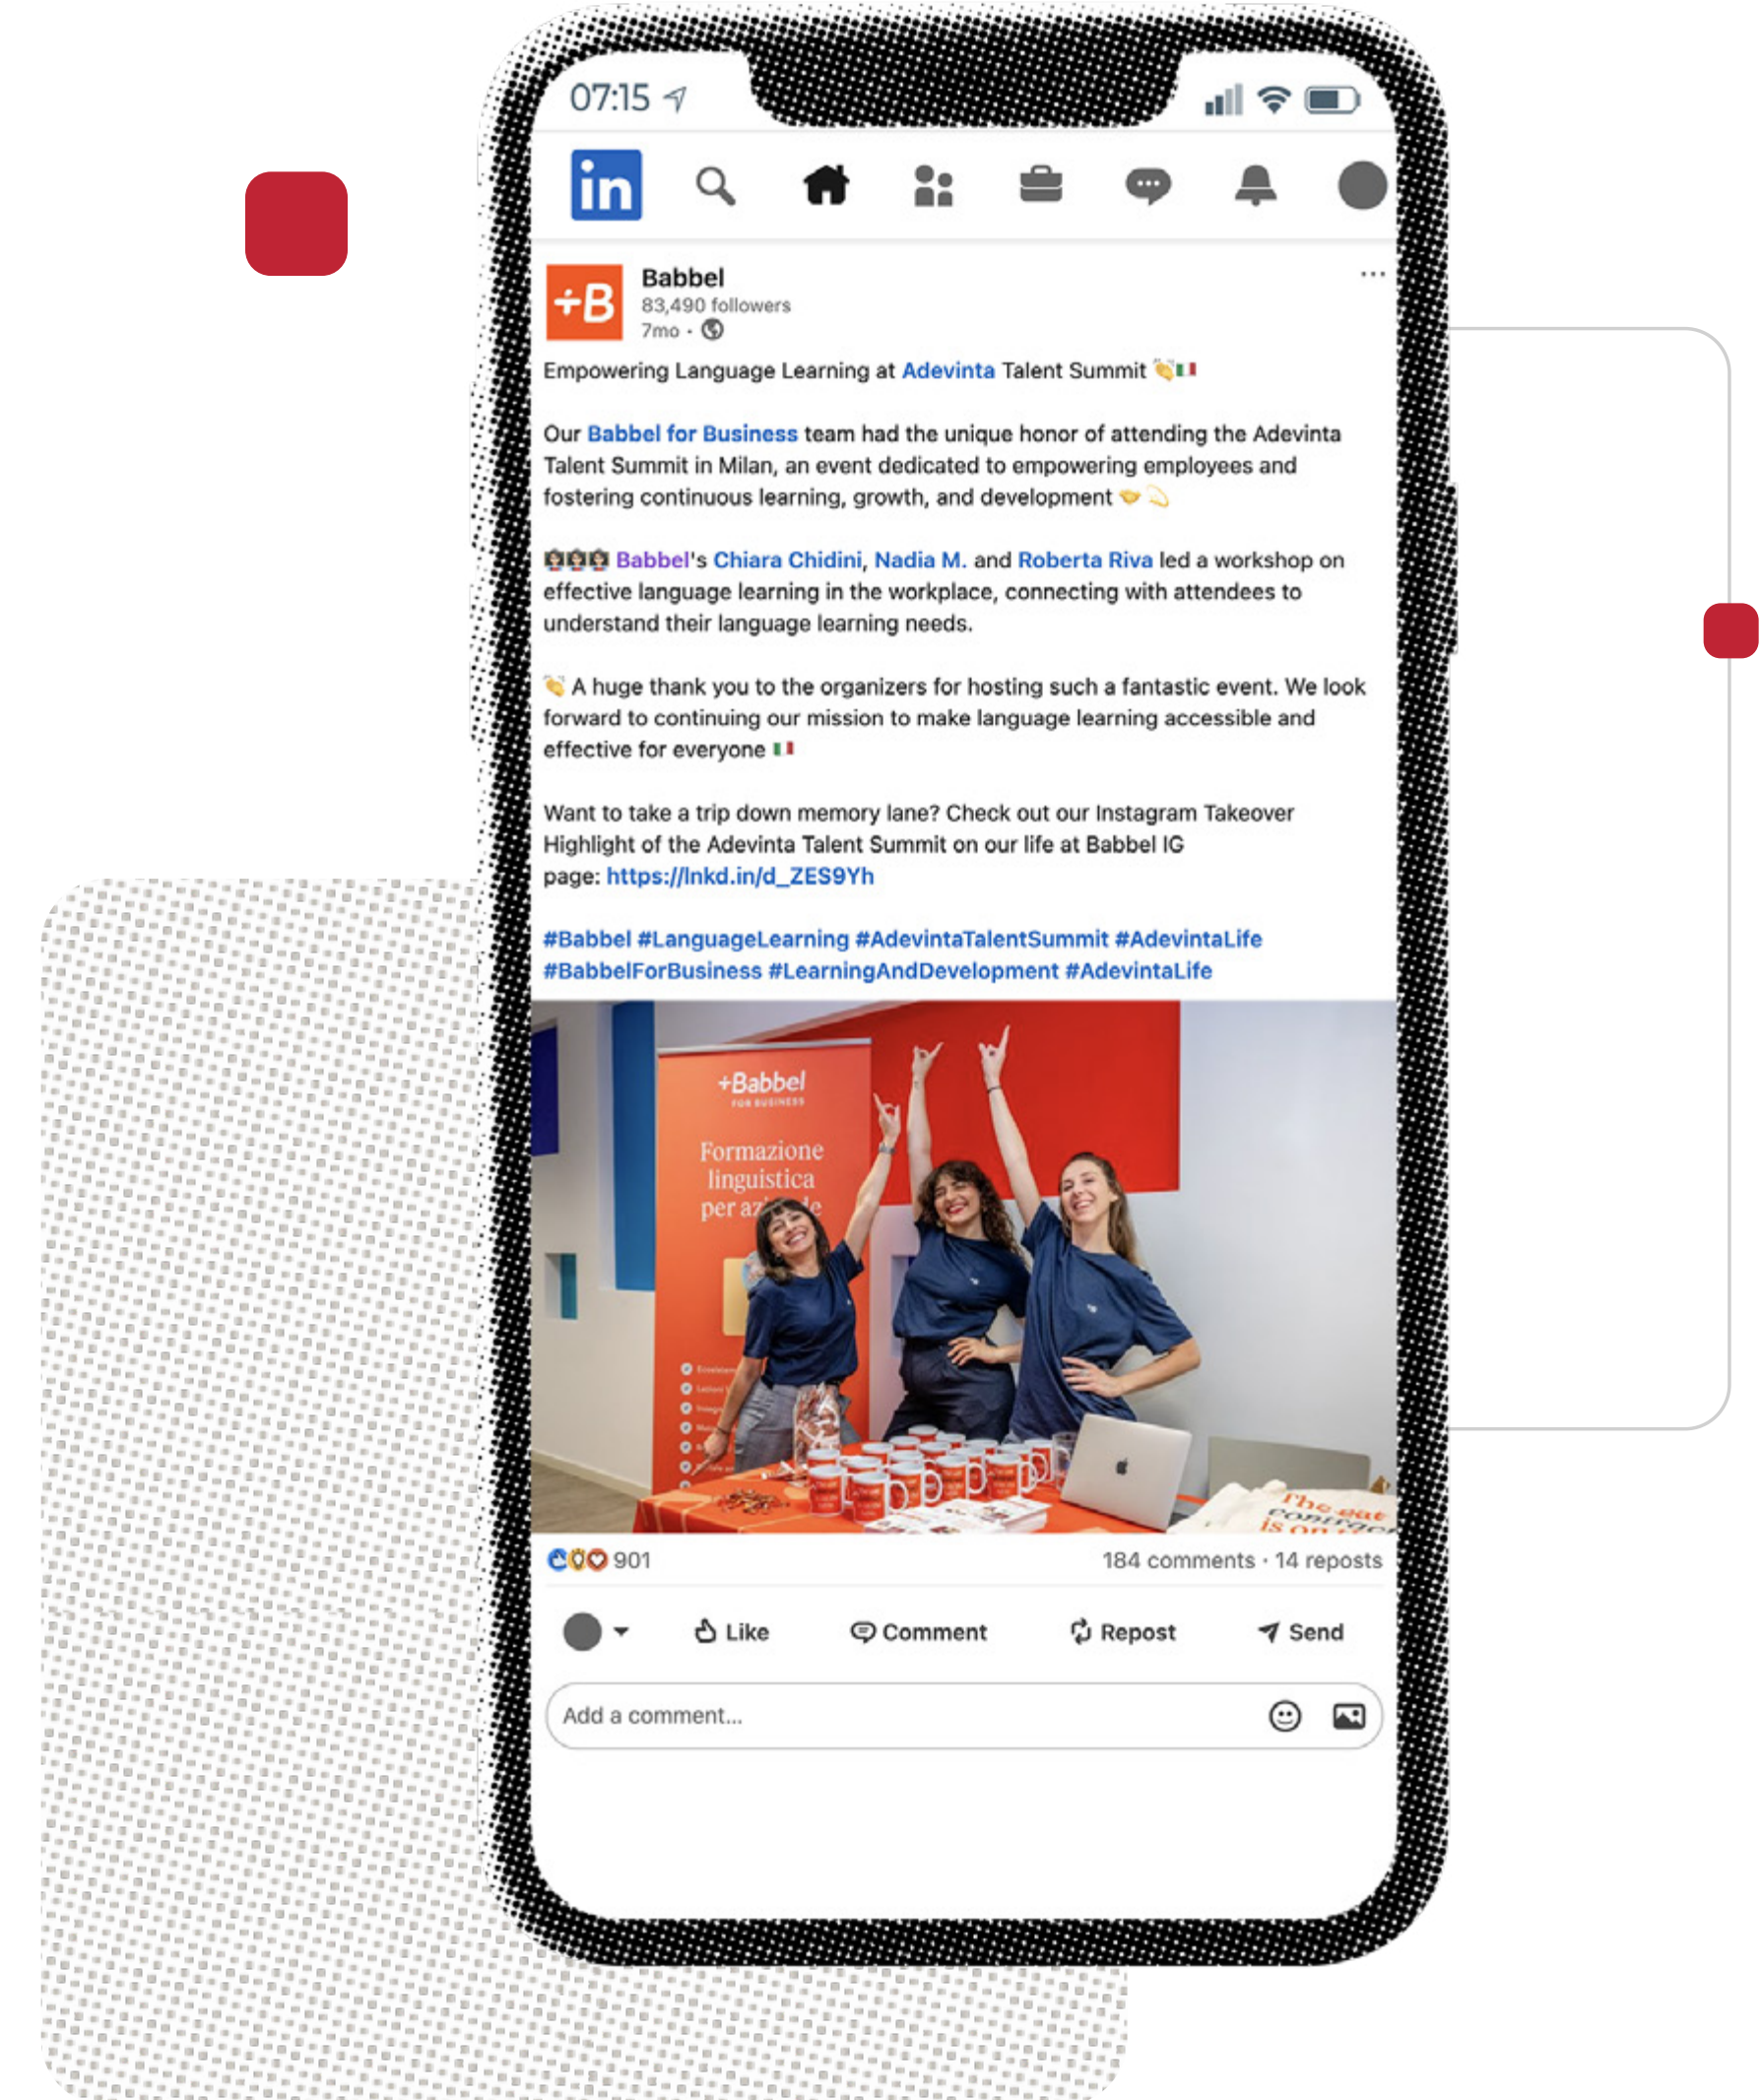 07:15
in
+B
Babbel
83,490 followers
7mo •
...
Empowering Language Learning at Adevinta Talent Summit 👏🇮🇹
Our Babbel for Business team had the unique honor of attending the Adevinta
Talent Summit in Milan, an event dedicated to empowering employees and
fostering continuous learning, growth, and development 🤝💫
👩🏻‍🏫👩🏻‍🏫👩🏻‍🏫 Babbel's Chiara Chidini, Nadia M. and Roberta Riva led a workshop on
effective language learning in the workplace, connecting with attendees to
understand their language learning needs.
👏 A huge thank you to the organizers for hosting such a fantastic event. We look
forward to continuing our mission to make language learning accessible and
effective for everyone 🇮🇹
Want to take a trip down memory lane? Check out our Instagram Takeover
Highlight of the Adevinta Talent Summit on our life at Babbel IG
page: https://lnkd.in/d_ZES9Yh
#Babbel #LanguageLearning #AdevintaTalentSummit #AdevintaLife
#BabbelForBusiness #LearningAndDevelopment #AdevintaLife
+Babbel
FOR BUSINESS
Formazione
linguistica
per
The
is on
901
184 comments · 14 reposts
Like
Comment
Repost
Send
Add a comment...